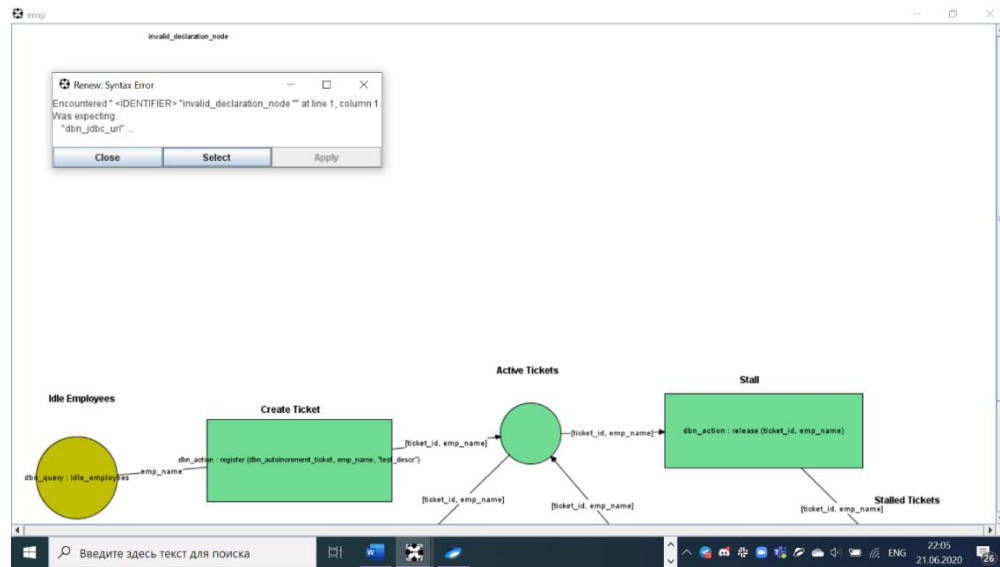 emp
invalid_declaration_node
Renew: Syntax Error
Encountered " <IDENTIFIER> "invalid_declaration_node "" at line 1, column 1.
Was expecting:
"dbn_jdbc_url" ...
Close Select Apply
Active Tickets
Stall
Idle Employees
Create Ticket
dbn_action : release (ticket_id, emp_name)
[ticket_id, emp_name]
[ticket_id, emp_name]
dbn_action : register (dbn_autoincrement_ticket, emp_name, "test_descr")
emp_name
dbn_query : idle_employees
[ticket_id, emp_name]
[ticket_id, emp_name]
Stalled Tickets
[ticket_id, emp_name]
Введите здесь текст для поиска
ENG
22:05
21.06.2020
26